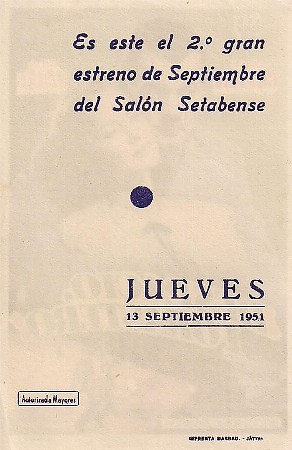 Es este el 2.º gran
estreno de Septiembre
del Salón Setabense
JUEVES
13 SEPTIEMBRE 1951
Autorizada Mayores
IMPRENTA MARBAU. - JÁTIVA